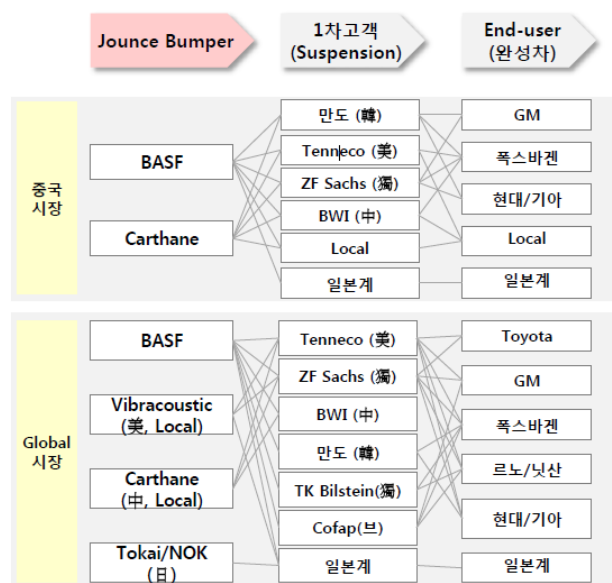 Jounce Bumper
1차고객
(Suspension)
End-user
(완성차)
중국
시장
BASF
Carthane
만도 (韓)
Tenneco (美)
ZF Sachs (獨)
BWI (中)
Local
일본계
GM
폭스바겐
현대/기아
Local
일본계
Global
시장
BASF
Vibracoustic
(美, Local)
Carthane
(中, Local)
Tokai/NOK
(日)
Tenneco (美)
ZF Sachs (獨)
BWI (中)
만도 (韓)
TK Bilstein(獨)
Cofap(브)
일본계
Toyota
GM
폭스바겐
르노/닛산
현대/기아
일본계